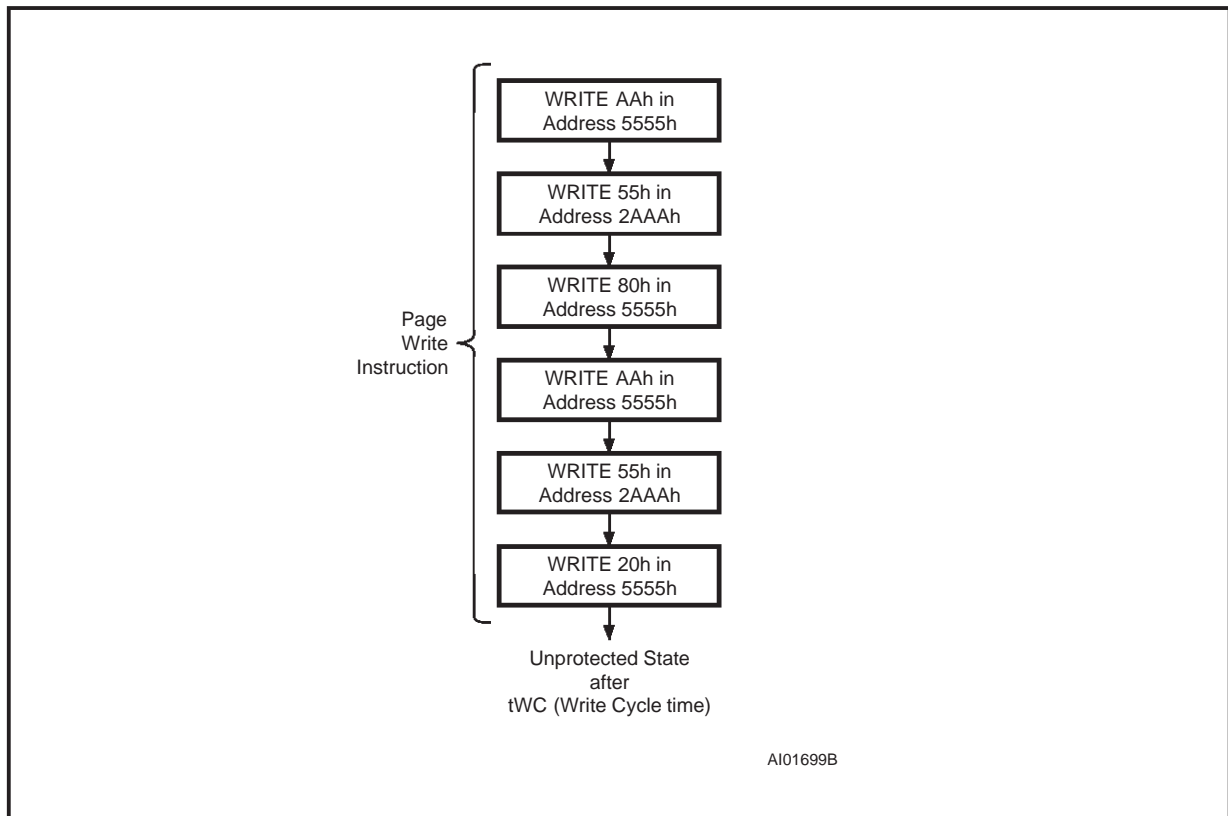 WRITE AAh in
Address 5555h
WRITE 55h in
Address 2AAAh
WRITE 80h in
Address 5555h
Page
Write
Instruction
WRITE AAh in
Address 5555h
WRITE 55h in
Address 2AAAh
WRITE 20h in
Address 5555h
Unprotected State
after
tWC (Write Cycle time)
AI01699B